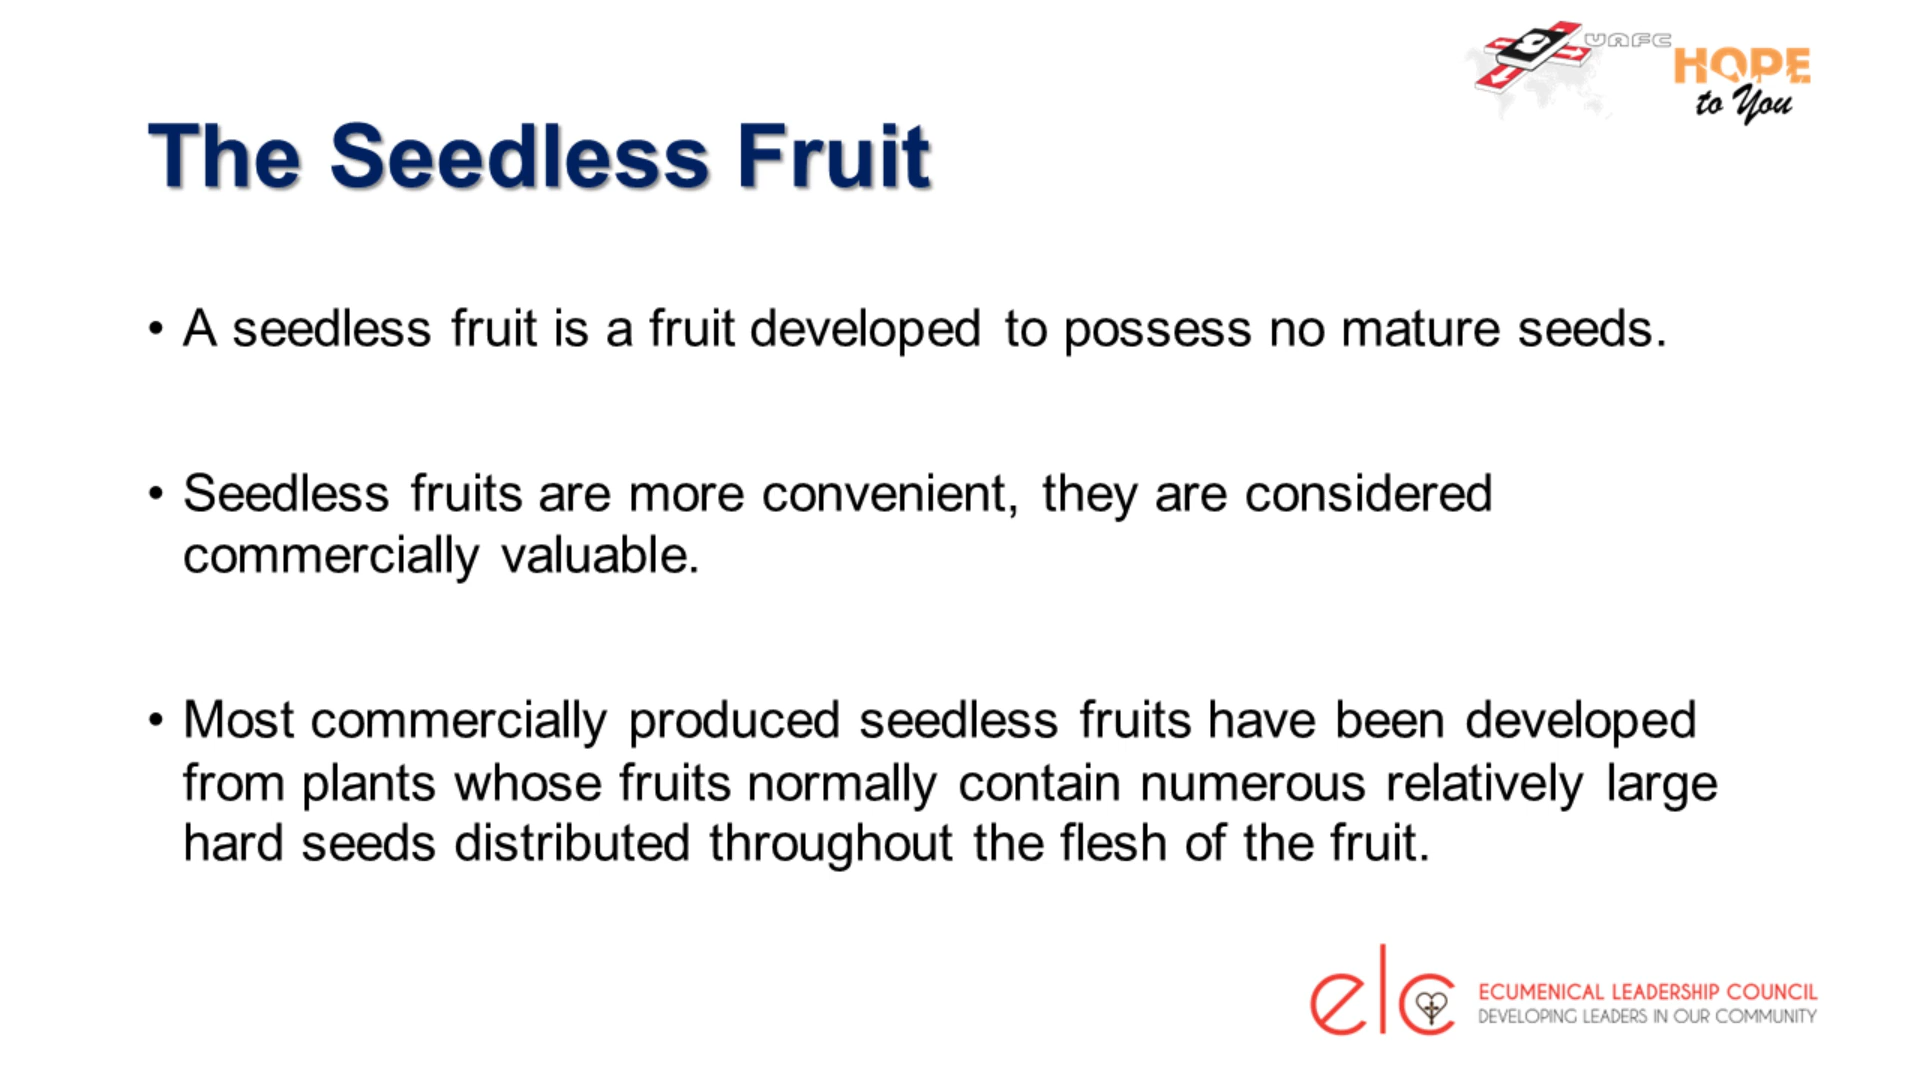 UNFC
HOPE
to You
The Seedless Fruit
• A seedless fruit is a fruit developed to possess no mature seeds.
• Seedless fruits are more convenient, they are considered
commercially valuable.
• Most commercially produced seedless fruits have been developed
from plants whose fruits normally contain numerous relatively large
hard seeds distributed throughout the flesh of the fruit.
elc
ECUMENICAL LEADERSHIP COUNCIL
DEVELOPING LEADERS IN OUR COMMUNITY